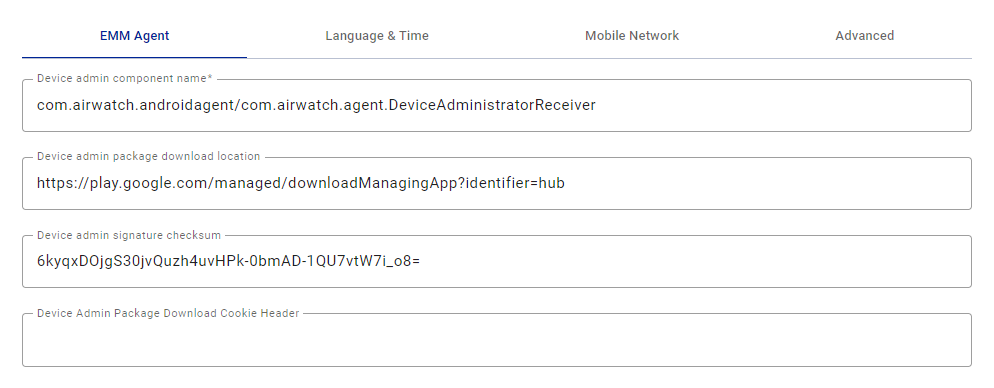 EMM Agent Language & Time Mobile Network Advanced
Device admin component name*
com.airwatch.androidagent/com.airwatch.agent.DeviceAdministratorReceiver
Device admin package download location
https://play.google.com/managed/downloadManagingApp?identifier=hub
Device admin signature checksum
6kyqxDOjgS30jvQuzh4uvHPk-0bmAD-1QU7vtW7i_o8=
Device Admin Package Download Cookie Header